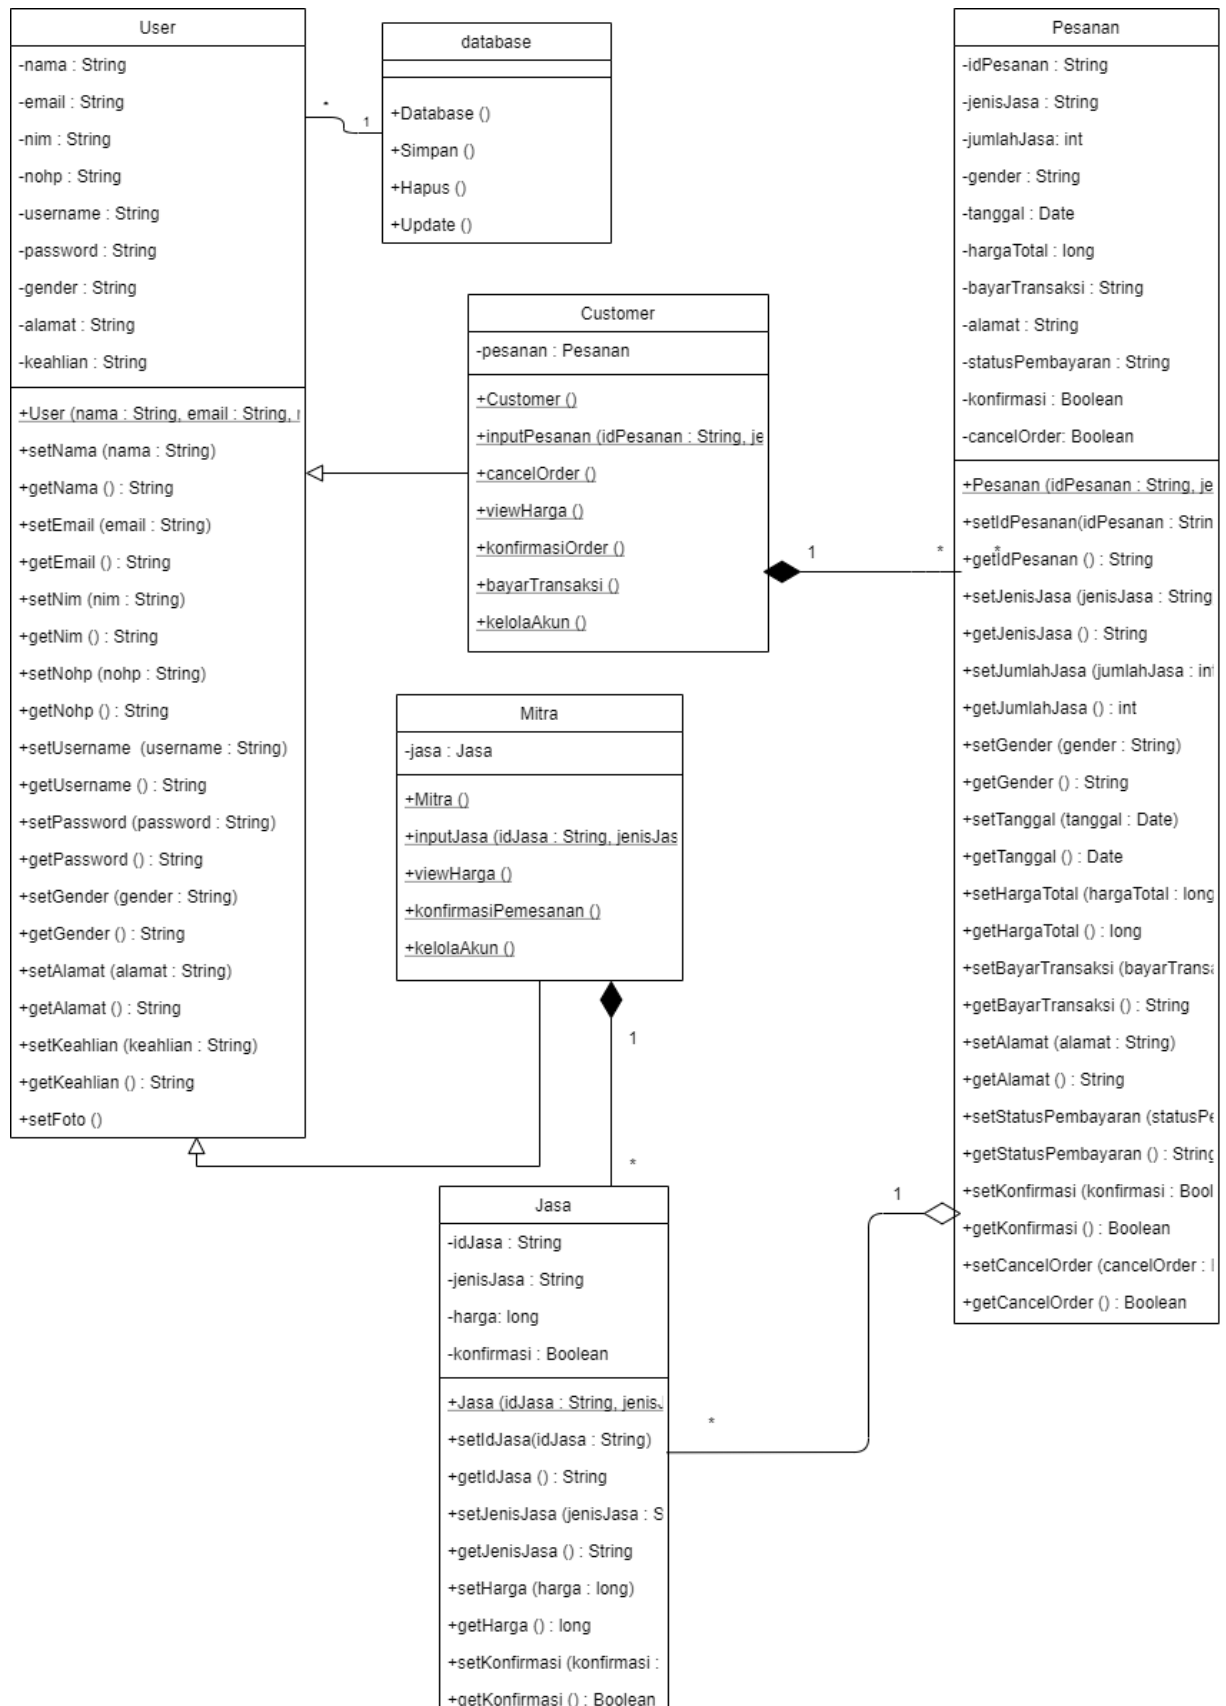 User
-nama : String
-email : String
-nim : String
-nohp : String
-username : String
-password : String
-gender : String
-alamat : String
-keahlian : String
+User (nama : String, email : String,
+setNama (nama : String)
+getNama () : String
+setEmail (email : String)
+getEmail () : String
+setNim (nim : String)
+getNim () : String
+setNohp (nohp : String)
+getNohp () : String
+setUsername (username : String)
+getUsername () : String
+setPassword (password : String)
+getPassword () : String
+setGender (gender : String)
+getGender () : String
+setAlamat (alamat : String)
+getAlamat () : String
+setKeahlian (keahlian : String)
+getKeahlian () : String
+setFoto ()
*
1
database
+Database ()
+Simpan ()
+Hapus ()
+Update ()
Customer
-pesanan : Pesanan
+Customer ()
+inputPesanan (idPesanan : String, je
+cancelOrder ()
+viewHarga ()
+konfirmasiOrder ()
+bayarTransaksi ()
+kelolaAkun ()
1
*
*
Mitra
-jasa : Jasa
+Mitra ()
+inputJasa (idJasa : String, jenisJas
+viewHarga ()
+konfirmasiPemesanan ()
+kelolaAkun ()
1
*
Jasa
-idJasa : String
-jenisJasa : String
-harga: long
-konfirmasi : Boolean
+Jasa (idJasa : String, jenisJ
+setIdJasa(idJasa : String)
+getIdJasa () : String
+setJenisJasa (jenisJasa : S
+getJenisJasa () : String
+setHarga (harga : long)
+getHarga () : long
+setKonfirmasi (konfirmasi :
+getKonfirmasi () : Boolean
*
1
Pesanan
-idPesanan : String
-jenisJasa : String
-jumlahJasa: int
-gender : String
-tanggal : Date
-hargaTotal : long
-bayarTransaksi : String
-alamat : String
-statusPembayaran : String
-konfirmasi : Boolean
-cancelOrder: Boolean
+Pesanan (idPesanan : String, je
+setIdPesanan(idPesanan : Strin
+getIdPesanan () : String
+setJenisJasa (jenisJasa : String
+getJenisJasa () : String
+setJumlahJasa (jumlahJasa : int
+getJumlahJasa () : int
+setGender (gender : String)
+getGender () : String
+setTanggal (tanggal : Date)
+getTanggal () : Date
+setHargaTotal (hargaTotal : long
+getHargaTotal () : long
+setBayarTransaksi (bayarTransa
+getBayarTransaksi () : String
+setAlamat (alamat : String)
+getAlamat () : String
+setStatusPembayaran (statusPe
+getStatusPembayaran () : String
+setKonfirmasi (konfirmasi : Bool
+getKonfirmasi () : Boolean
+setCancelOrder (cancelOrder :
+getCancelOrder () : Boolean